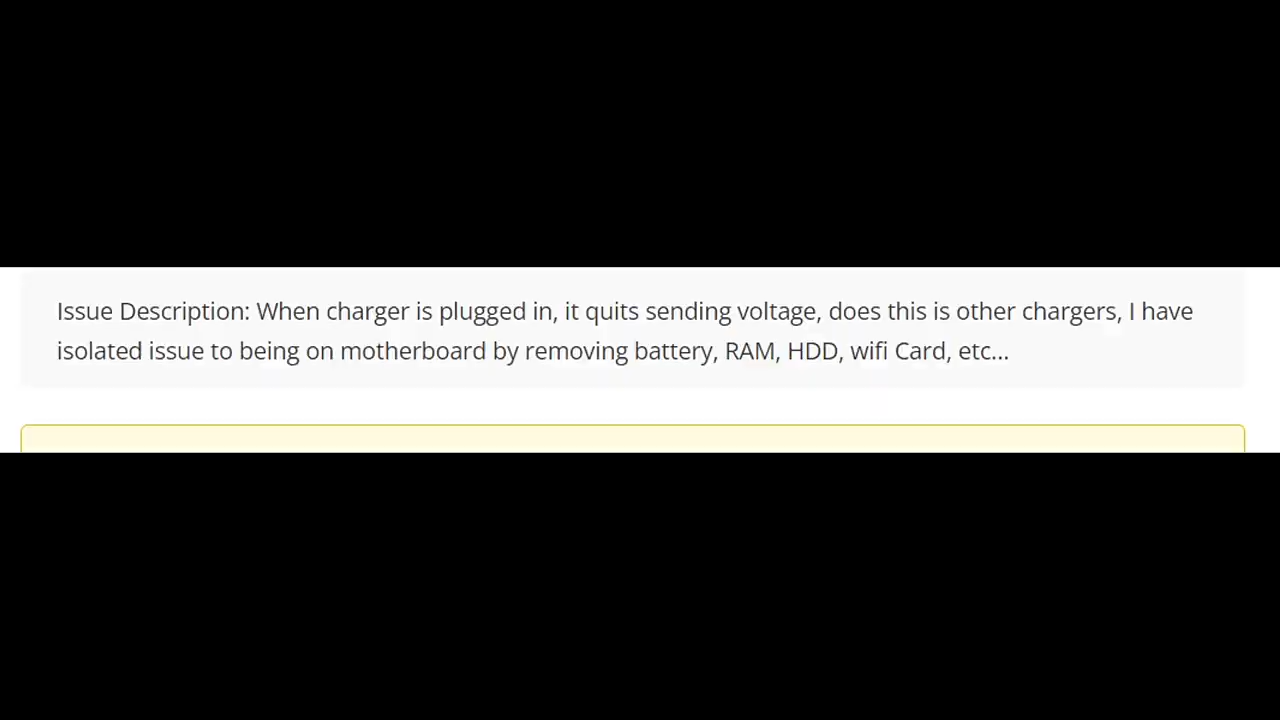 Issue Description: When charger is plugged in, it quits sending voltage, does this is other chargers, I have
isolated issue to being on motherboard by removing battery, RAM, HDD, wifi Card, etc...